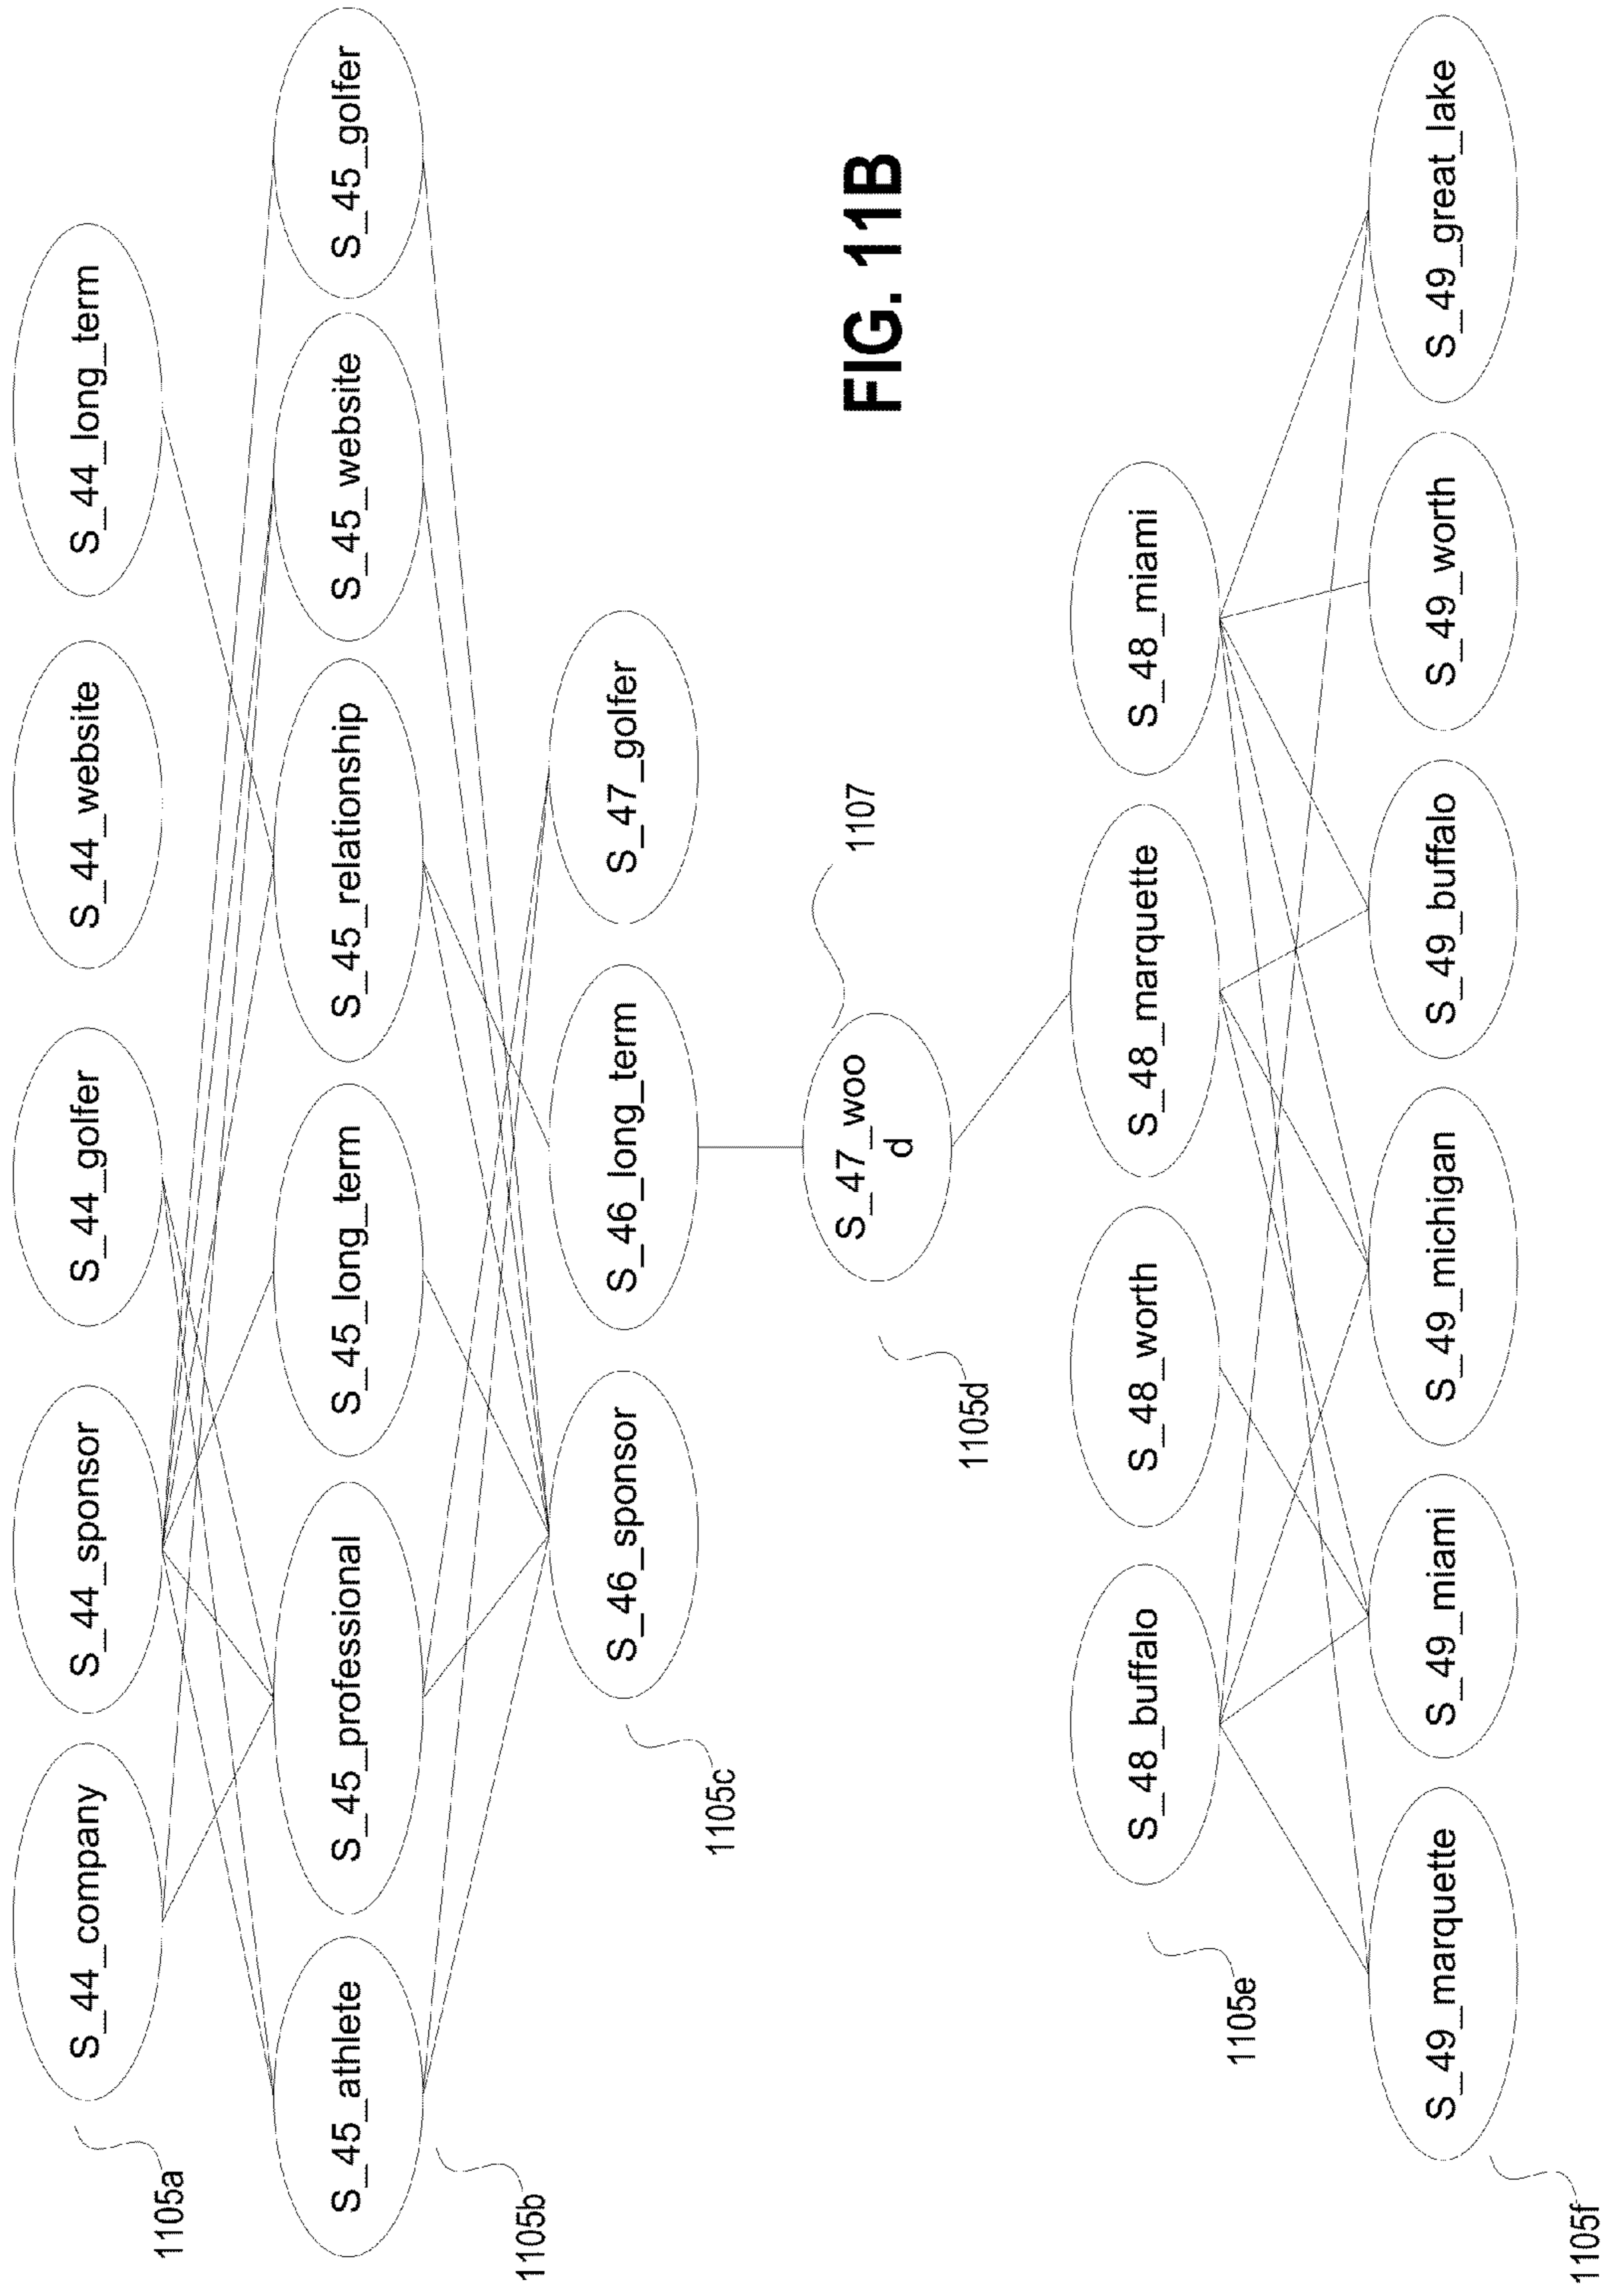 1105a
S_44_company
S_44_sponsor
S_44_golfer
S_44_website
S_44_long_term
1105b
S_45_athlete
S_45_professional
S_45_long_term
S_45_relationship
S_45_website
S_45_golfer
1105c
S_46_sponsor
S_46_long_term
S_47_golfer
1105d
S_47_woo
d
1107
FIG. 11B
1105e
S_48_buffalo
S_48_worth
S_48_marquette
S_48_miami
1105f
S_49_marquette
S_49_miami
S_49_michigan
S_49_buffalo
S_49_worth
S_49_great_lake